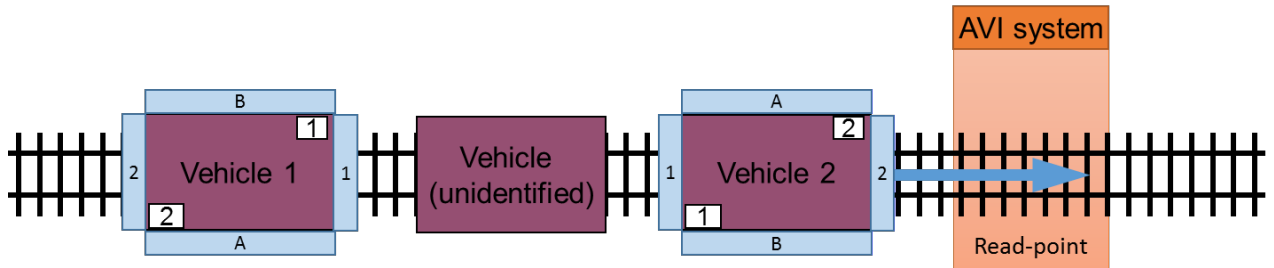 AVI system
B
1
2
Vehicle 1
1
2
A
Vehicle
(unidentified)
A
2
1
Vehicle 2
2
1
B
Read-point